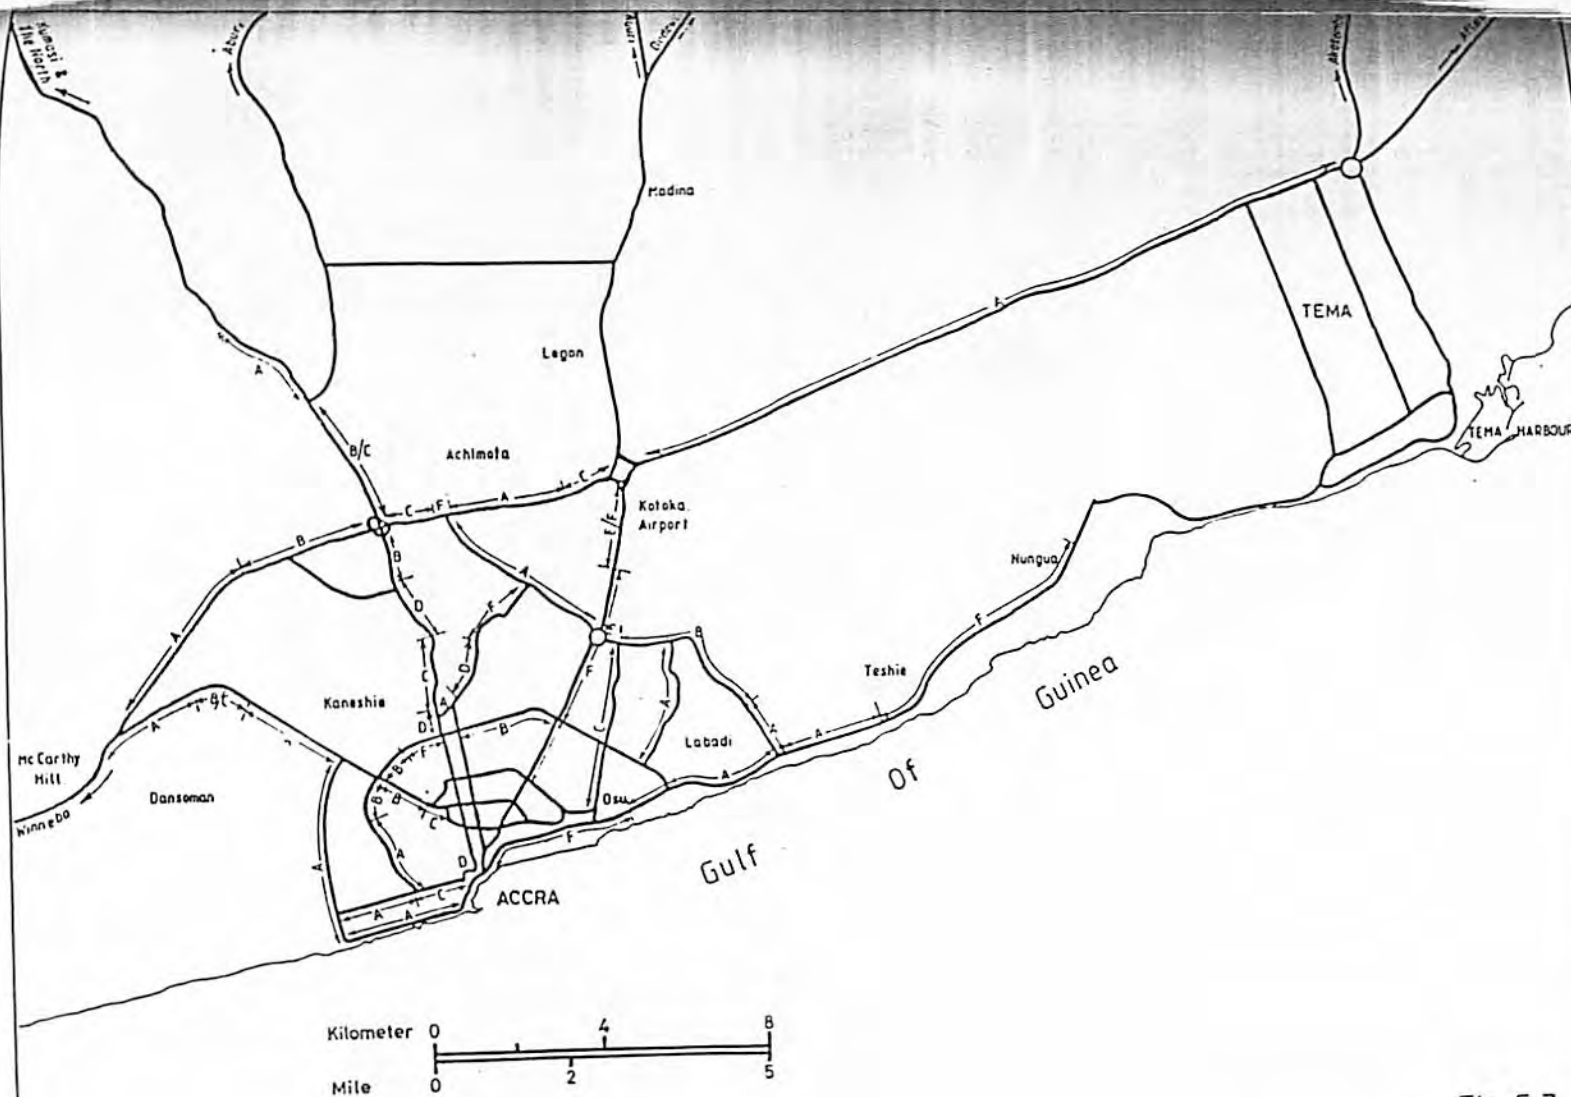 Kumasi &
The North
Aburi
Aburi
Madina
TEMA
Legon
A
B/C
Achimota
TEMA HARBOUR
C
F
A
C
Kotoka
Airport
E/F
B
B
A
Nungua
D
F
F
A
D
B
F
Teshie
Guinea
C
Kaneshie
A
A
B
C
Labadi
A
Mc Carthy
Hill
Dansoman
A
D
F
B
A
Of
Winneba
B
B
C
Osu
F
A
A
D
Gulf
A
C
A
ACCRA
Kilometer 0 4 8
Mile 0 2 5